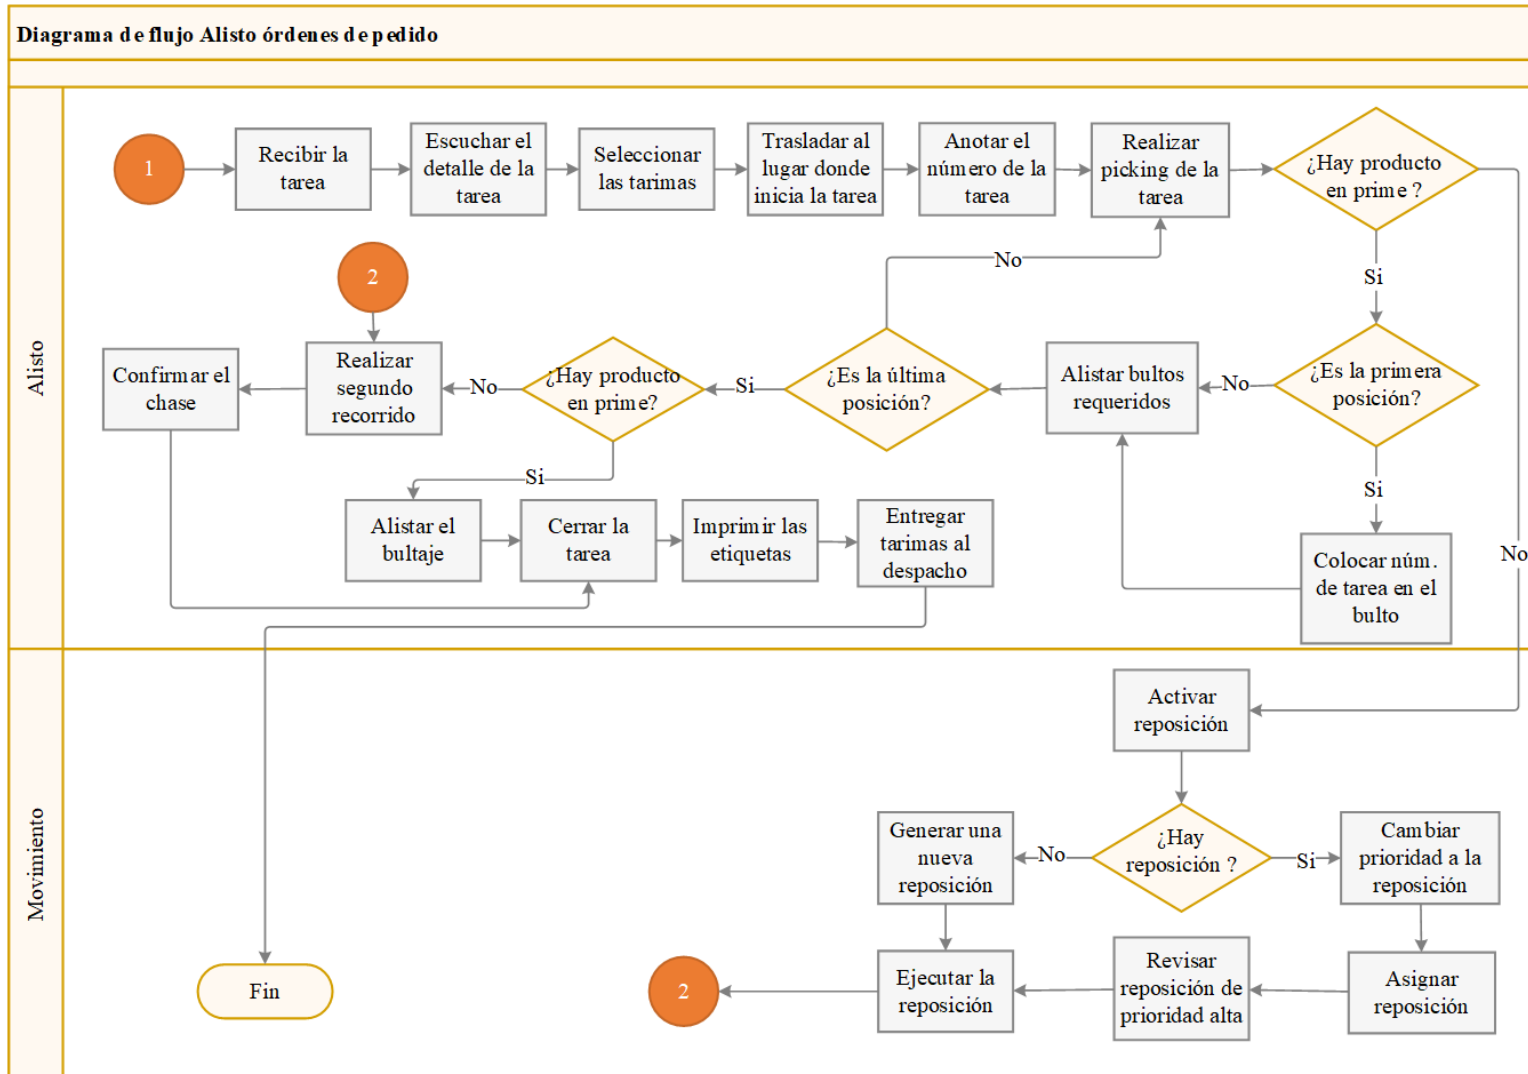 Diagrama de flujo Alisto órdenes de pedido
Alisto
1
Recibir la
tarea
Escuchar el
detalle de la
tarea
Seleccionar
las tarimas
Trasladar al
lugar donde
inicia la tarea
Anotar el
número de la
tarea
Realizar
picking de la
tarea
¿Hay producto
en prime ?
No
Si
2
Confirmar el
chase
Realizar
segundo
recorrido
No
¿Hay producto
en prime?
Si
¿Es la última
posición?
Alistar bultos
requeridos
No
¿Es la primera
posición?
Si
Si
Alistar el
bultaje
Cerrar la
tarea
Imprimir las
etiquetas
Entregar
tarimas al
despacho
Colocar núm.
de tarea en el
bulto
No
Movimiento
Activar
reposición
Generar una
nueva
reposición
No
¿Hay
reposición ?
Si
Cambiar
prioridad a la
reposición
Fin
2
Ejecutar la
reposición
Revisar
reposición de
prioridad alta
Asignar
reposición